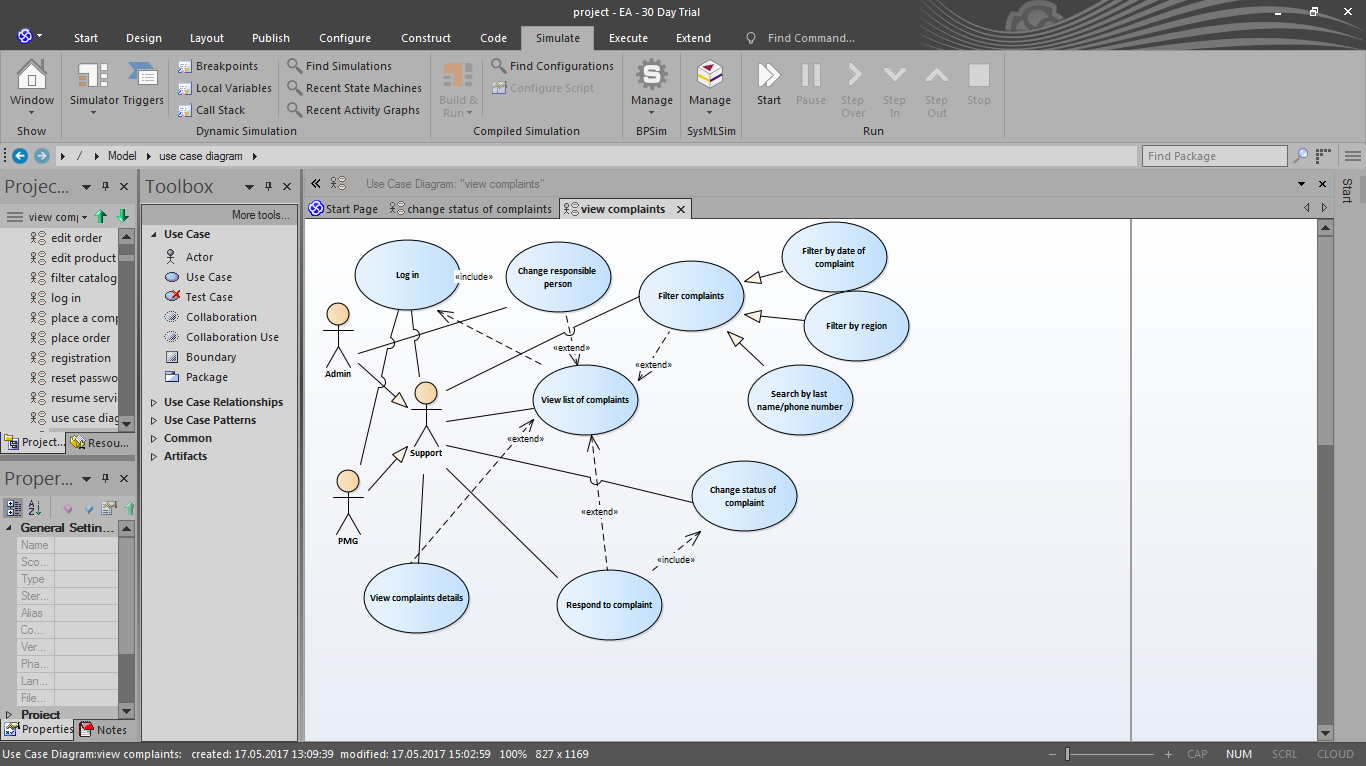 project - EA - 30 Day Trial
Start Design Layout Publish Configure Construct Code Simulate Execute Extend Find Command...
Window
Show
Simulator
Triggers
Breakpoints
Local Variables
Call Stack
Find Simulations
Recent State Machines
Recent Activity Graphs
Dynamic Simulation
Build & Run
Find Configurations
Configure Script
Compiled Simulation
Manage
BPSim
Manage
SysMLSim
Start
Pause
Step Over
Step In
Step Out
Stop
Run
/ Model use case diagram
Find Package
Projec...
view comp
edit order
edit product
filter catalog
log in
place a comp
place order
registration
reset passwo
resume servi
use case diag
Project...
Resou...
Proper...
General Settin...
Name
Sco...
Type
Ster...
Alias
Co...
Ver...
Pha...
Lan...
File...
Project
Properties
Notes
Toolbox
More tools...
Use Case
Actor
Use Case
Test Case
Collaboration
Collaboration Use
Boundary
Package
Use Case Relationships
Use Case Patterns
Common
Artifacts
Use Case Diagram: "view complaints"
Start Page
change status of complaints
view complaints
Start
Log in
«include»
Change responsible
person
Filter complaints
Filter by date of
complaint
Filter by region
Admin
«extend»
«extend»
View list of complaints
Search by last
name/phone number
Support
«extend»
PMG
Change status of
complaint
«extend»
«include»
View complaints details
Respond to complaint
Use Case Diagram:view complaints: created: 17.05.2017 13:09:39 modified: 17.05.2017 15:02:59 100% 827 x 1169
CAP NUM SCRL CLOUD